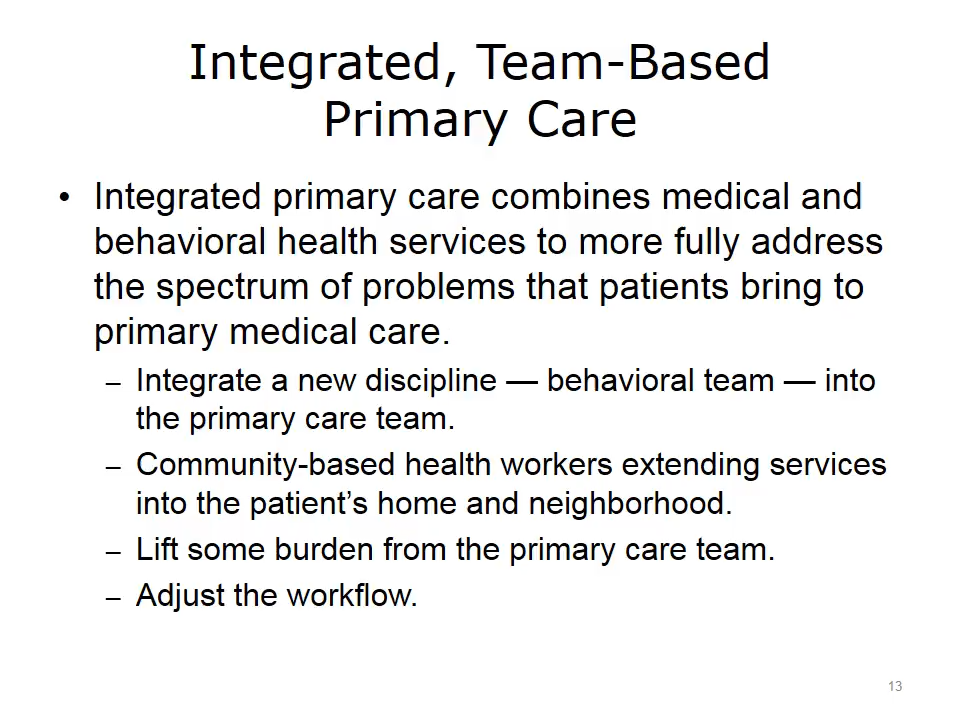 Integrated, Team-Based
Primary Care
• Integrated primary care combines medical and
behavioral health services to more fully address
the spectrum of problems that patients bring to
primary medical care.
– Integrate a new discipline — behavioral team — into
the primary care team.
– Community-based health workers extending services
into the patient’s home and neighborhood.
– Lift some burden from the primary care team.
– Adjust the workflow.
13